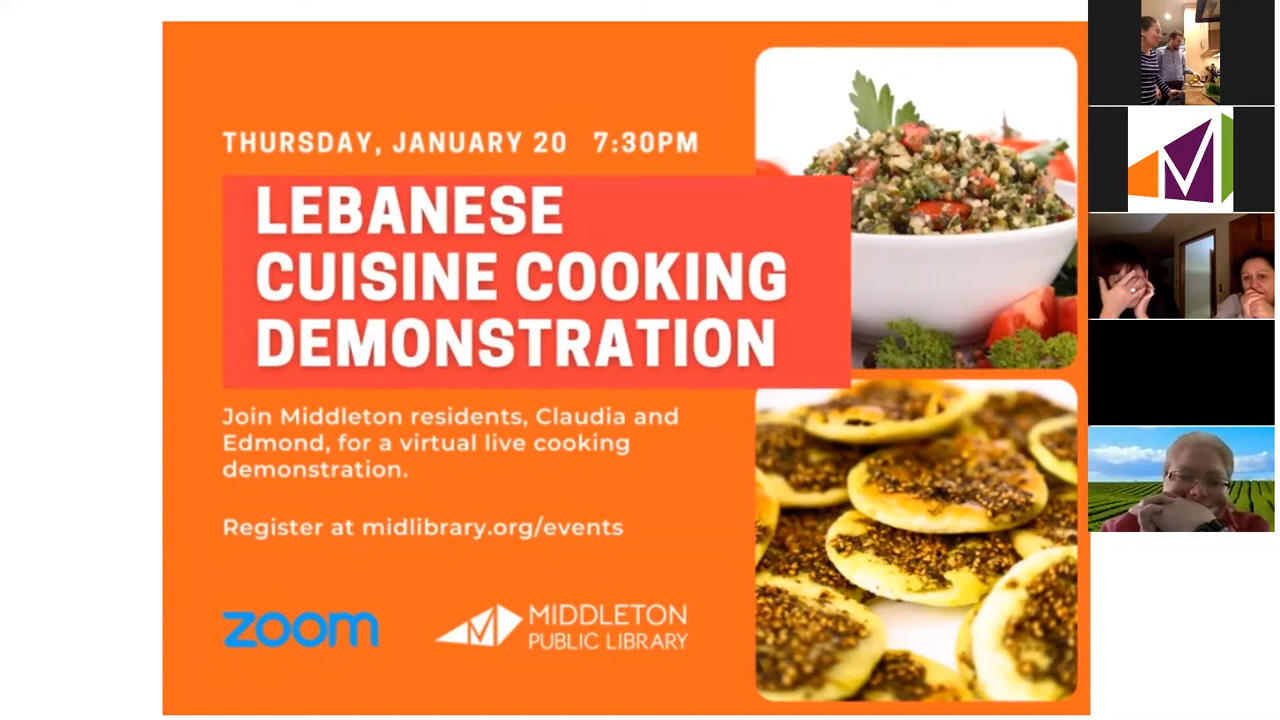 THURSDAY, JANUARY 20 7:30PM
LEBANESE
CUISINE COOKING
DEMONSTRATION
Join Middleton residents, Claudia and
Edmond, for a virtual live cooking
demonstration.
Register at midlibrary.org/events
zoom
MIDDLETON
PUBLIC LIBRARY